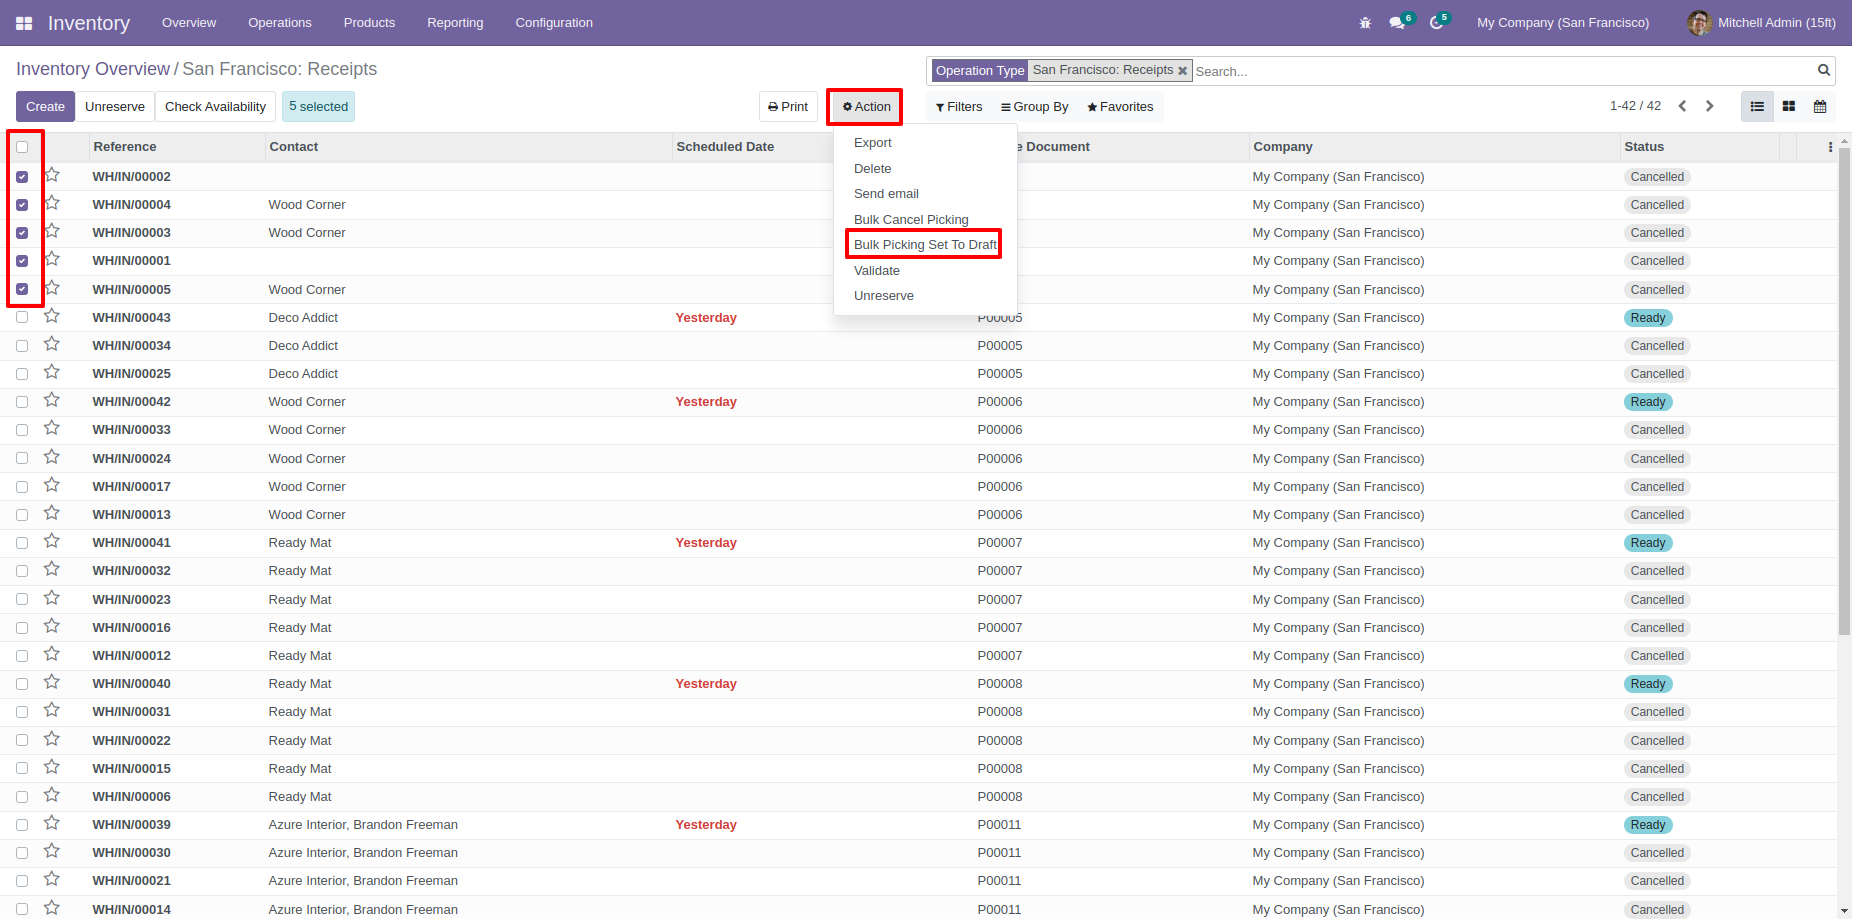 Inventory Overview Operations Products Reporting Configuration 6 5 My Company (San Francisco) Mitchell Admin (15ft)
Inventory Overview / San Francisco: Receipts
Operation Type San Francisco: Receipts Search...
Create Unreserve Check Availability 5 selected Print Action Filters Group By Favorites 1-42 / 42
Export
Delete
Send email
Bulk Cancel Picking
Bulk Picking Set To Draft
Validate
Unreserve
Reference Contact Scheduled Date e Document Company Status
WH/IN/00002 My Company (San Francisco) Cancelled
WH/IN/00004 Wood Corner My Company (San Francisco) Cancelled
WH/IN/00003 Wood Corner My Company (San Francisco) Cancelled
WH/IN/00001 My Company (San Francisco) Cancelled
WH/IN/00005 Wood Corner My Company (San Francisco) Cancelled
WH/IN/00043 Deco Addict Yesterday P00005 My Company (San Francisco) Ready
WH/IN/00034 Deco Addict P00005 My Company (San Francisco) Cancelled
WH/IN/00025 Deco Addict P00005 My Company (San Francisco) Cancelled
WH/IN/00042 Wood Corner Yesterday P00006 My Company (San Francisco) Ready
WH/IN/00033 Wood Corner P00006 My Company (San Francisco) Cancelled
WH/IN/00024 Wood Corner P00006 My Company (San Francisco) Cancelled
WH/IN/00017 Wood Corner P00006 My Company (San Francisco) Cancelled
WH/IN/00013 Wood Corner P00006 My Company (San Francisco) Cancelled
WH/IN/00041 Ready Mat Yesterday P00007 My Company (San Francisco) Ready
WH/IN/00032 Ready Mat P00007 My Company (San Francisco) Cancelled
WH/IN/00023 Ready Mat P00007 My Company (San Francisco) Cancelled
WH/IN/00016 Ready Mat P00007 My Company (San Francisco) Cancelled
WH/IN/00012 Ready Mat P00007 My Company (San Francisco) Cancelled
WH/IN/00040 Ready Mat Yesterday P00008 My Company (San Francisco) Ready
WH/IN/00031 Ready Mat P00008 My Company (San Francisco) Cancelled
WH/IN/00022 Ready Mat P00008 My Company (San Francisco) Cancelled
WH/IN/00015 Ready Mat P00008 My Company (San Francisco) Cancelled
WH/IN/00006 Ready Mat P00008 My Company (San Francisco) Cancelled
WH/IN/00039 Azure Interior, Brandon Freeman Yesterday P00011 My Company (San Francisco) Ready
WH/IN/00030 Azure Interior, Brandon Freeman P00011 My Company (San Francisco) Cancelled
WH/IN/00021 Azure Interior, Brandon Freeman P00011 My Company (San Francisco) Cancelled
WH/IN/00014 Azure Interior, Brandon Freeman P00011 My Company (San Francisco) Cancelled